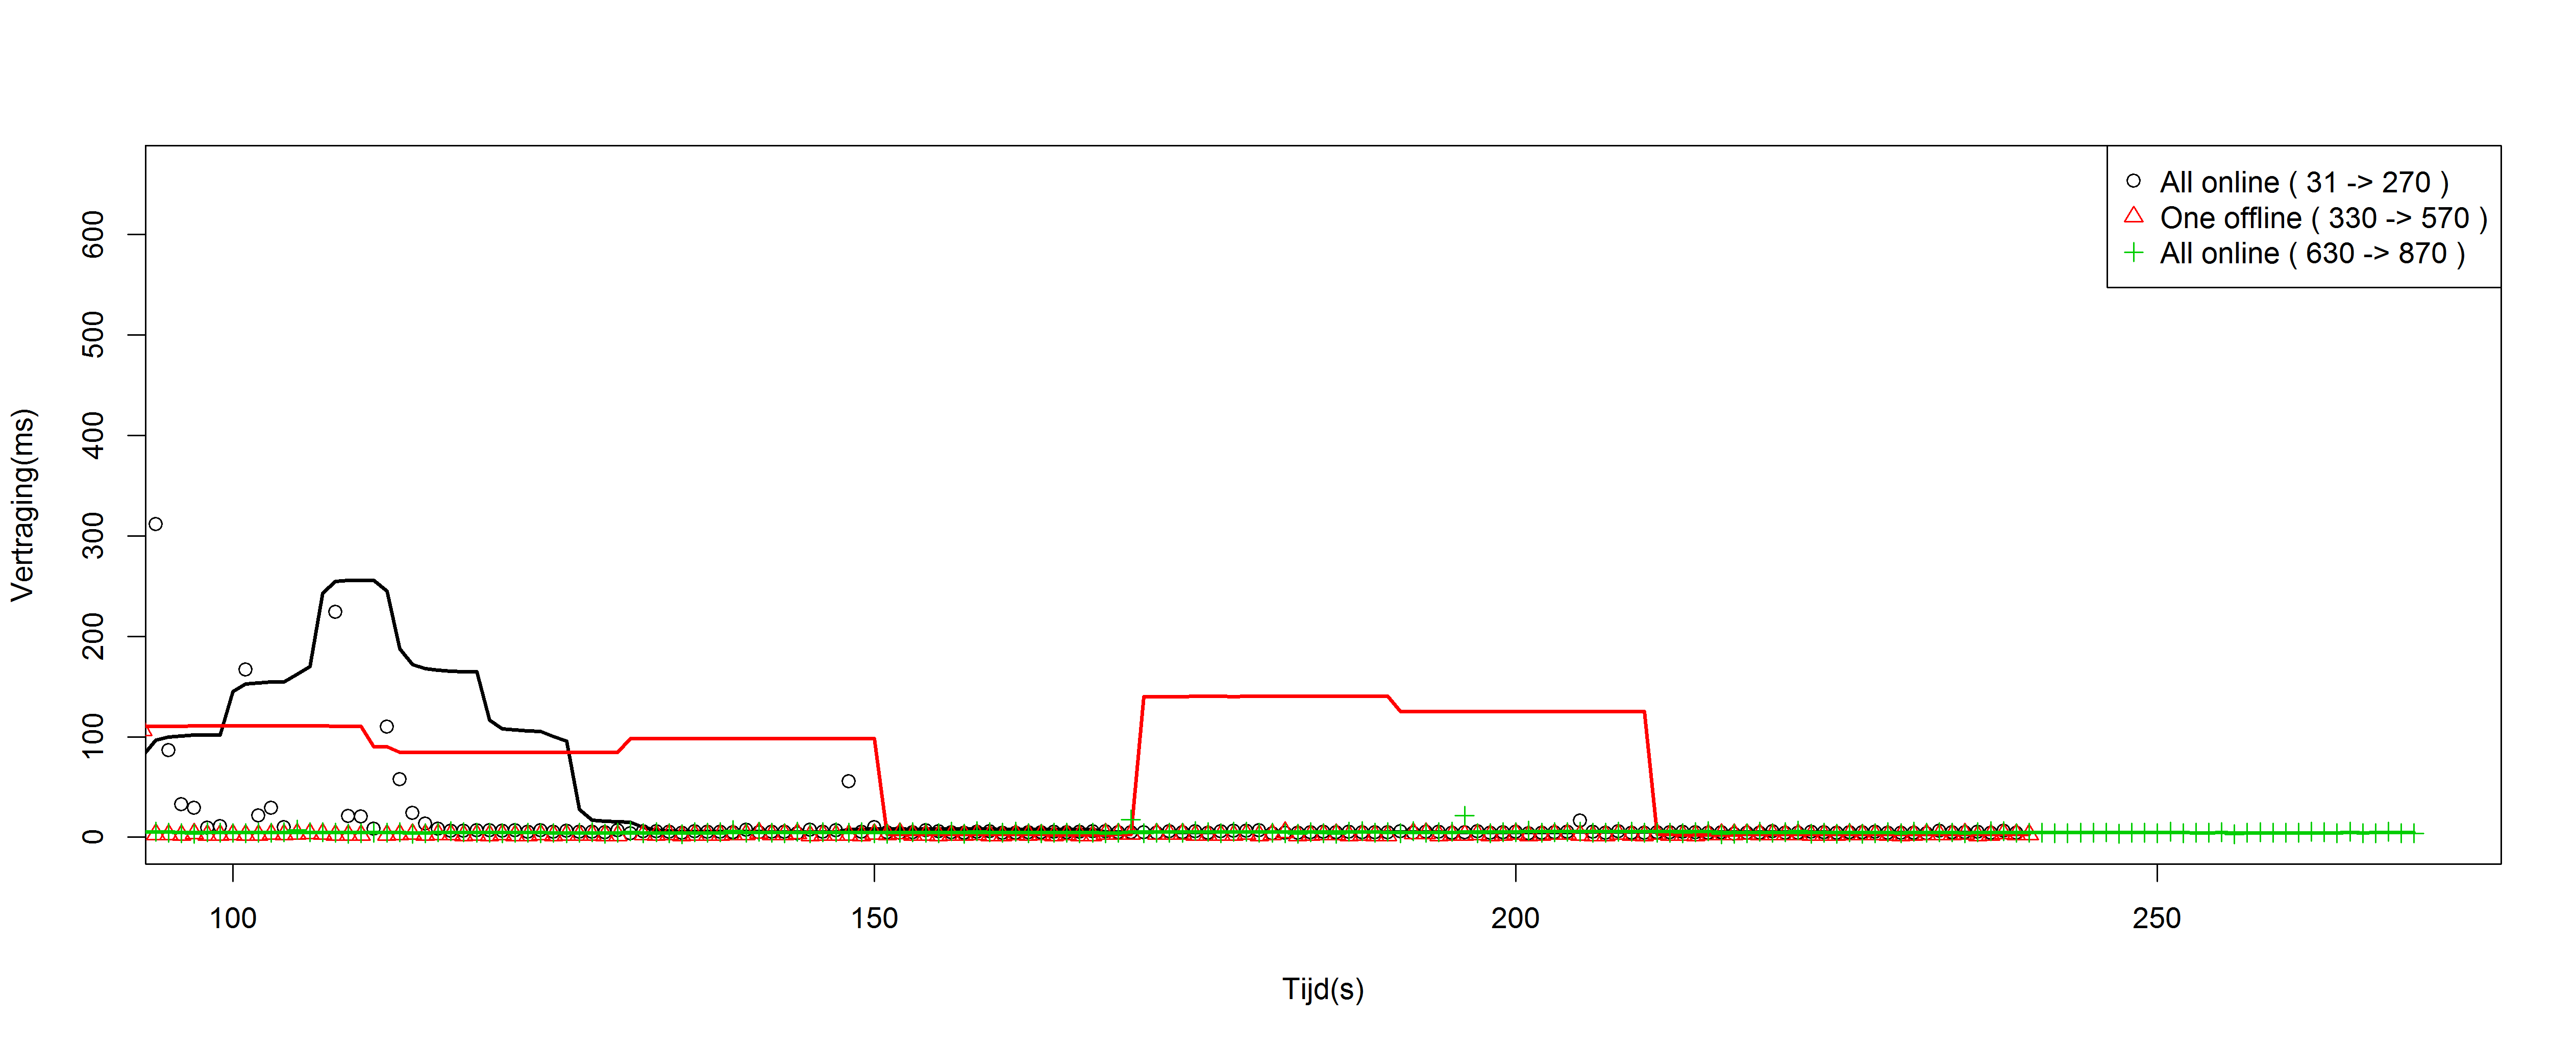 All online ( 31 -> 270 )
One offline ( 330 -> 570 )
All online ( 630 -> 870 )
Vertraging(ms)
600
500
400
300
200
100
0
100
150
200
250
Tijd(s)